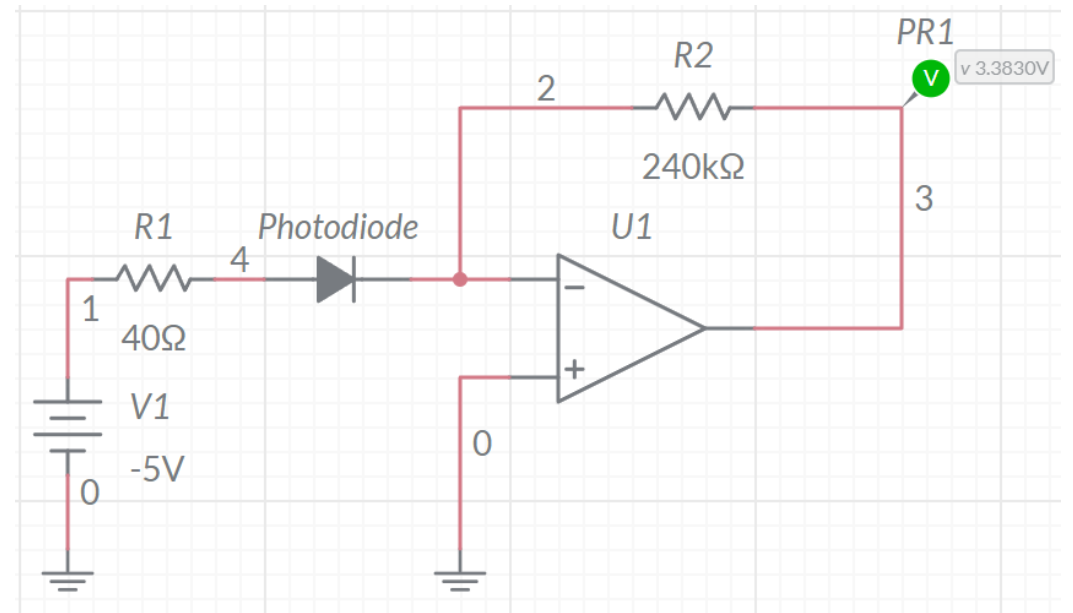 PR1
v 3.3830V
V
R2
2
240kΩ
3
R1
Photodiode
U1
4
1
40Ω
−
+
V1
0
-5V
0